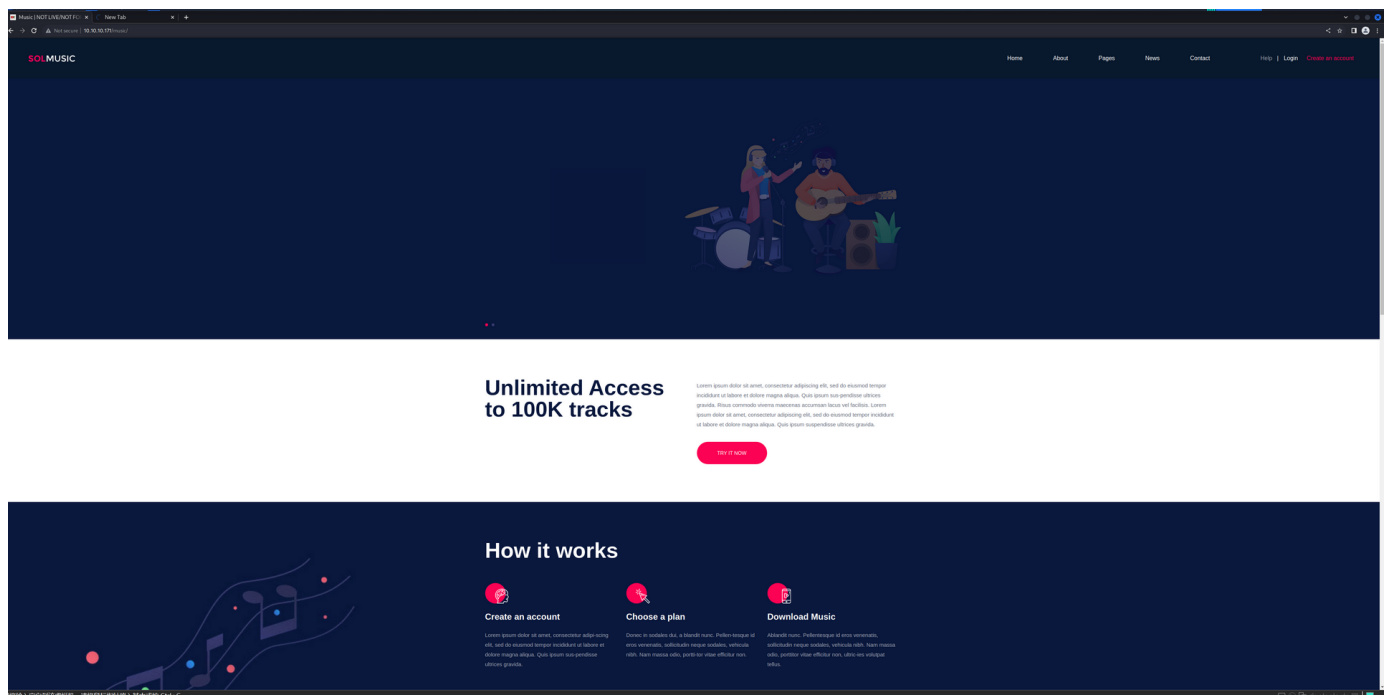 Music | NOT LIVE/NOT FO
New Tab
Not secure | 10.10.10.171/music/
SOLMUSIC
Home
About
Pages
News
Contact
Help | Login
Create an account
Unlimited Access
to 100K tracks
Lorem ipsum dolor sit amet, consectetur adipiscing elit, sed do eiusmod tempor
incididunt ut labore et dolore magna aliqua. Quis ipsum sus-pendisse ultrices
gravida. Risus commodo viverra maecenas accumsan lacus vel facilisis. Lorem
ipsum dolor sit amet, consectetur adipiscing elit, sed do eiusmod tempor incididunt
ut labore et dolore magna aliqua. Quis ipsum suspendisse ultrices gravida.
TRY IT NOW
How it works
Create an account
Lorem ipsum dolor sit amet, consectetur adipi-scing
elit, sed do eiusmod tempor incididunt ut labore et
dolore magna aliqua. Quis ipsum sus-pendisse
ultrices gravida.
Choose a plan
Donec in sodales dui, a blandit nunc. Pellen-tesque id
eros venenatis, sollicitudin neque sodales, vehicula
nibh. Nam massa odio, portti-tor vitae efficitur non.
Download Music
Ablandit nunc. Pellentesque id eros venenatis,
sollicitudin neque sodales, vehicula nibh. Nam massa
odio, porttitor vitae efficitur non, ultric-ies volutpat
tellus.